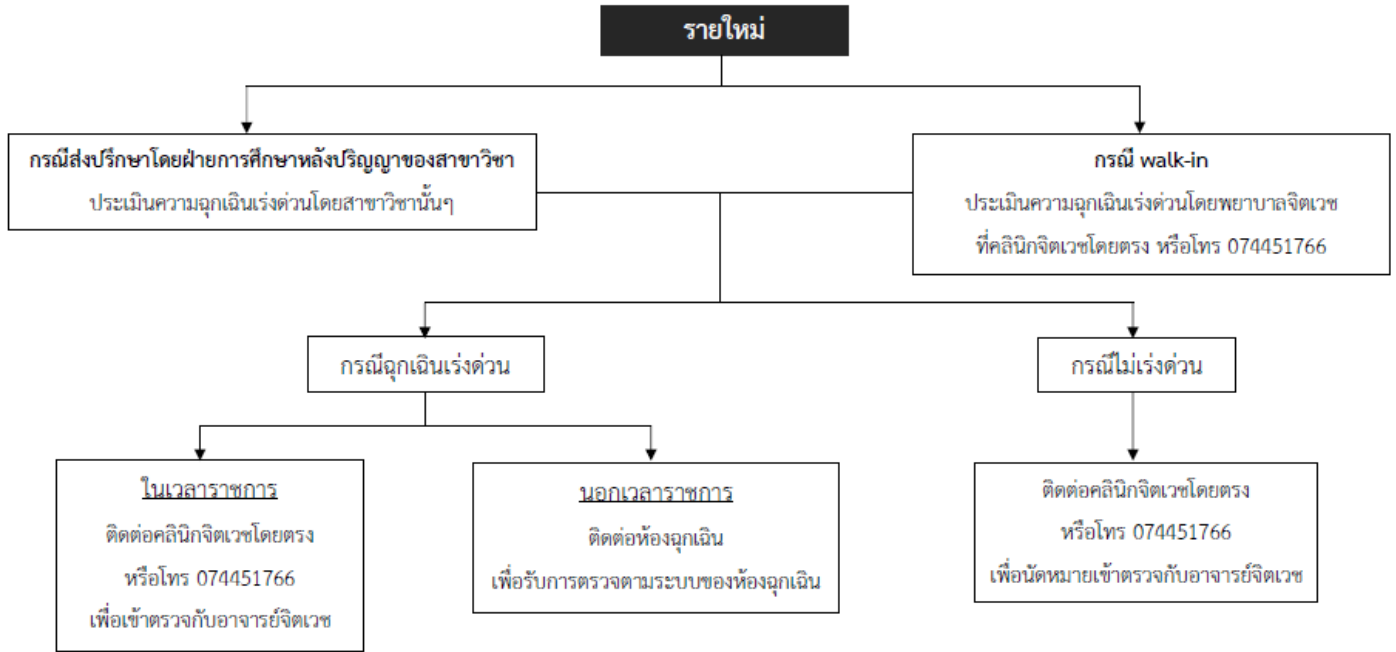 รายใหม่
กรณีส่งปรึกษาโดยฝ่ายการศึกษาหลังปริญญาของสาขาวิชา
ประเมินความฉุกเฉินเร่งด่วนโดยสาขาวิชานั้นๆ
กรณี walk-in
ประเมินความฉุกเฉินเร่งด่วนโดยพยาบาลจิตเวช
ที่คลินิกจิตเวชโดยตรง หรือโทร 074451766
กรณีฉุกเฉินเร่งด่วน
กรณีไม่เร่งด่วน
ในเวลาราชการ
ติดต่อคลินิกจิตเวชโดยตรง
หรือโทร 074451766
เพื่อเข้าตรวจกับอาจารย์จิตเวช
นอกเวลาราชการ
ติดต่อห้องฉุกเฉิน
เพื่อรับการตรวจตามระบบของห้องฉุกเฉิน
ติดต่อคลินิกจิตเวชโดยตรง
หรือโทร 074451766
เพื่อนัดหมายเข้าตรวจกับอาจารย์จิตเวช